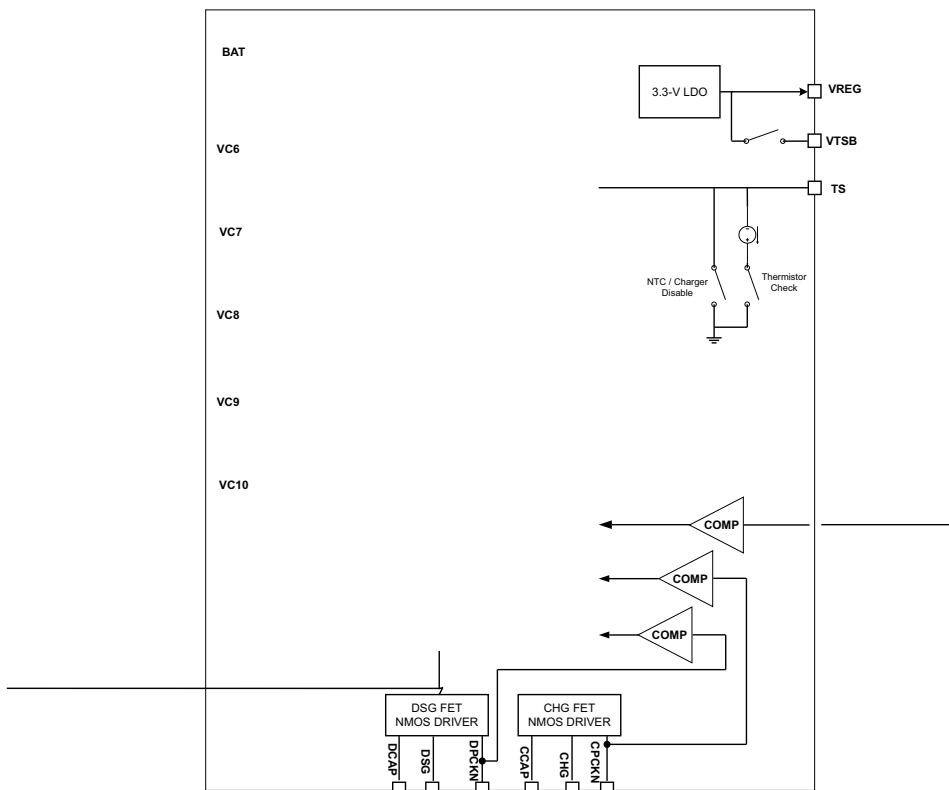 BAT
3.3-V LDO
VREG
VTSB
VC6
TS
VC7
NTC / Charger
Disable
Thermistor
Check
VC8
VC9
VC10
COMP
COMP
COMP
DSG FET
NMOS DRIVER
CHG FET
NMOS DRIVER
DCAP
DSG
DPCKN
CCAP
CHG
CPCKN